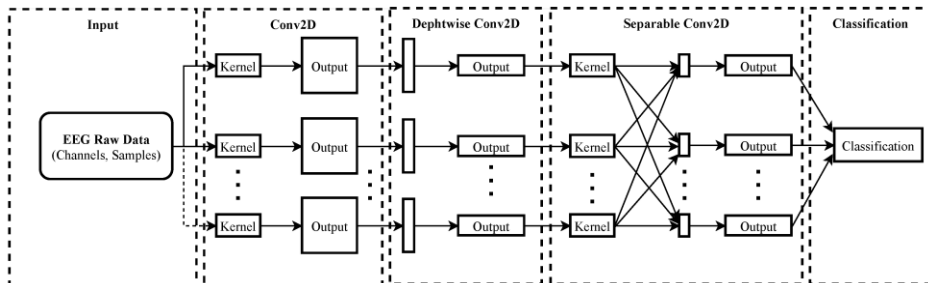 Input
Conv2D
Dephtwise Conv2D
Separable Conv2D
Classification
Kernel
Output
Output
Kernel
Output
EEG Raw Data
(Channels, Samples)
Kernel
Output
Output
Kernel
Output
Classification
Kernel
Output
Output
Kernel
Output